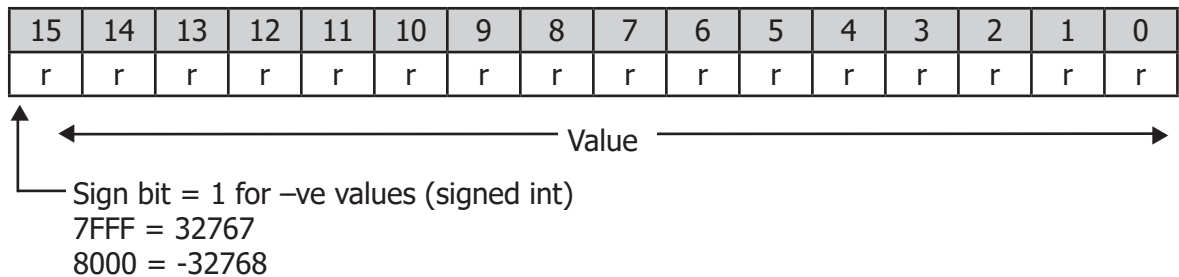 15 14 13 12 11 10 9 8 7 6 5 4 3 2 1 0
r r r r r r r r r r r r r r r r
Value
Sign bit = 1 for –ve values (signed int)
7FFF = 32767
8000 = -32768